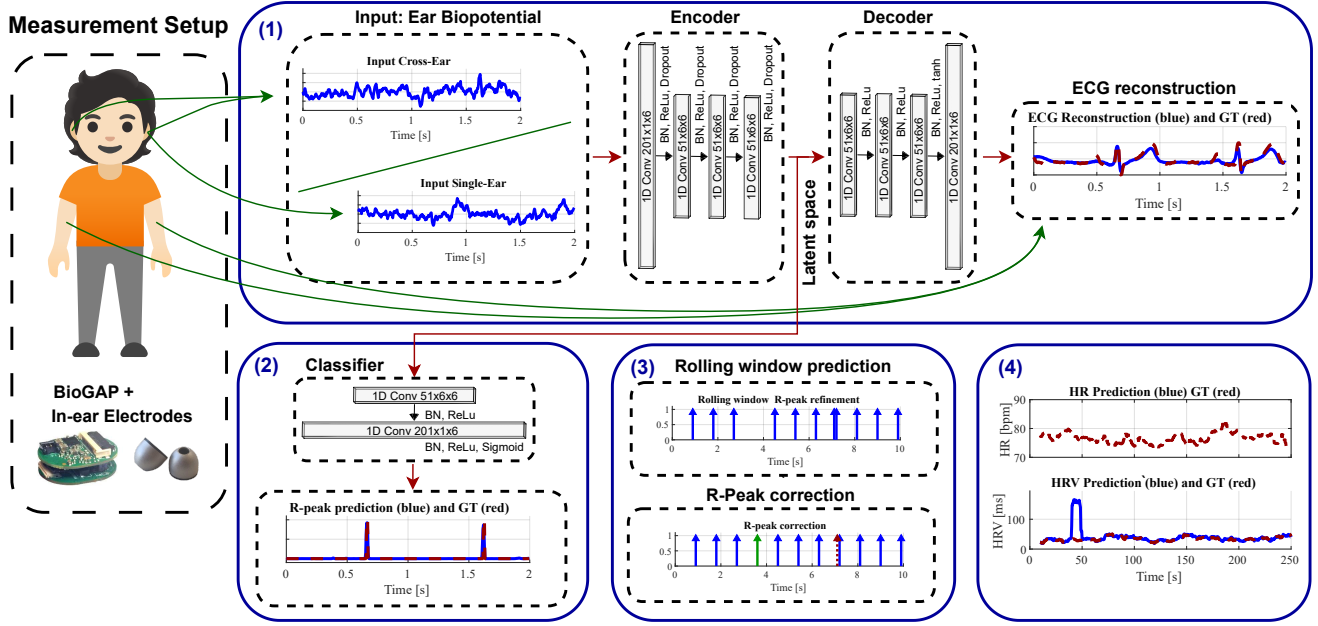 Measurement Setup
BioGAP +
In-ear Electrodes
(1)
Input: Ear Biopotential
Input Cross-Ear
0
0.5
1
1.5
2
Time [s]
Input Single-Ear
0
0.5
1
1.5
2
Time [s]
Encoder
1D Conv 201x1x6
BN, ReLu, Dropout
1D Conv 51x6x6
BN, ReLu, Dropout
1D Conv 51x6x6
BN, ReLu, Dropout
1D Conv 51x6x6
BN, ReLu, Dropout
Latent space
Decoder
1D Conv 51x6x6
BN, ReLu
1D Conv 51x6x6
BN, ReLu
1D Conv 51x6x6
BN, ReLu, tanh
1D Conv 201x1x6
ECG reconstruction
ECG Reconstruction (blue) and GT (red)
0
0.5
1
1.5
2
Time [s]
(2)
Classifier
1D Conv 51x6x6
BN, ReLu
1D Conv 201x1x6
BN, ReLu, Sigmoid
R-peak prediction (blue) and GT (red)
0
0.5
1
1.5
2
Time [s]
(3)
Rolling window prediction
Rolling window R-peak refinement
1
0.5
0
0
2
4
6
8
10
Time [s]
R-Peak correction
R-peak correction
1
0.5
0
0
2
4
6
8
10
Time [s]
(4)
HR Prediction (blue) GT (red)
HR [bpm]
90
80
70
HRV Prediction (blue) and GT (red)
HRV [ms]
100
0
0
50
100
150
200
250
Time [s]